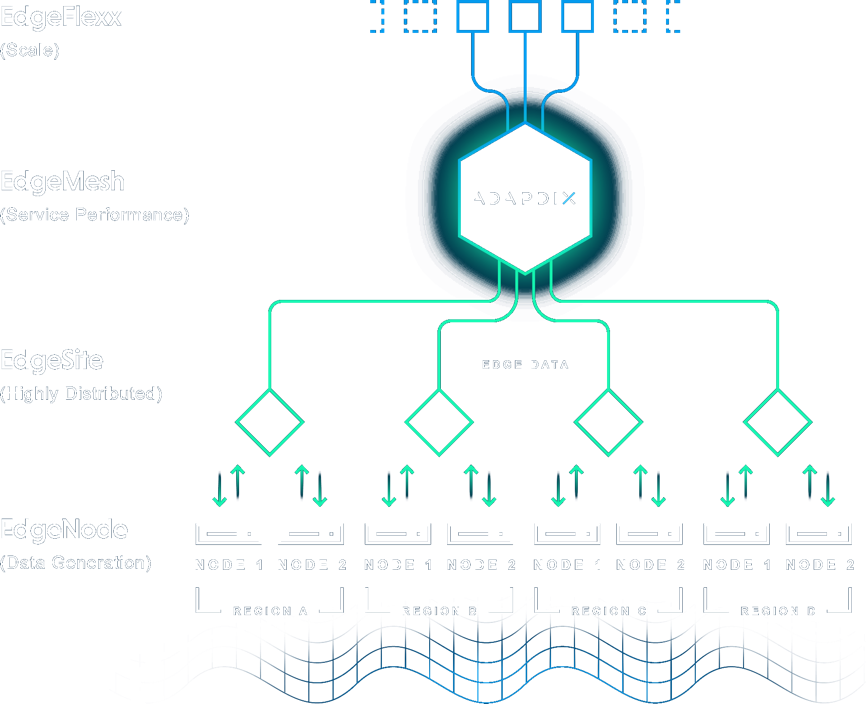 EdgeFlexx
(Scale)
EdgeMesh
(Service Performance)
ADAPDIX
EdgeSite
(Highly Distributed)
EDGE DATA
EdgeNode
(Data Generation)
NODE 1 NODE 2 NODE 1 NODE 2 NODE 1 NODE 2 NODE 1 NODE 2
REGION A REGION B REGION C REGION D